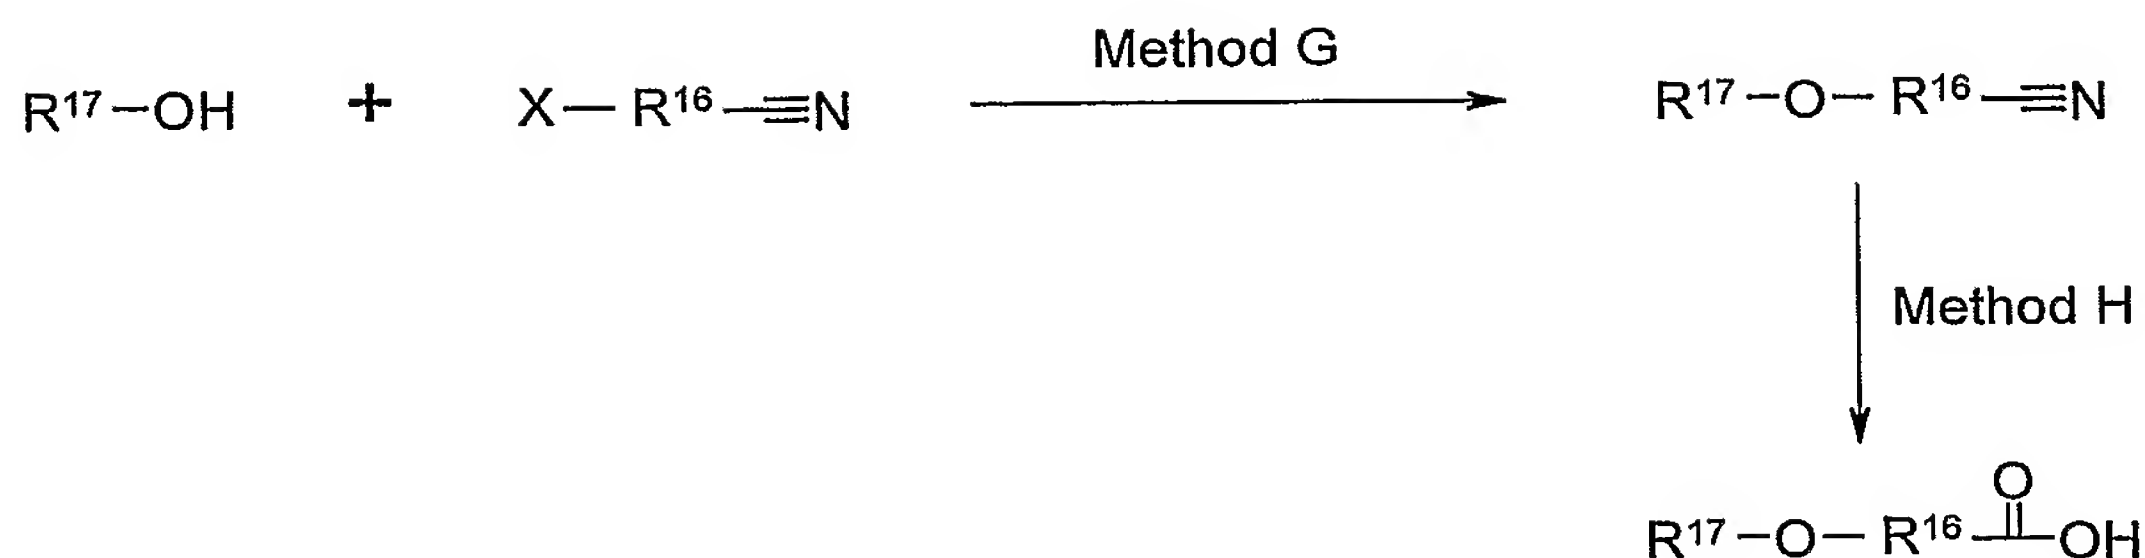 Method G
R¹⁷—OH + X—R¹⁶—≡N R¹⁷—O—R¹⁶—≡N
Method H
O
R¹⁷—O—R¹⁶ OH